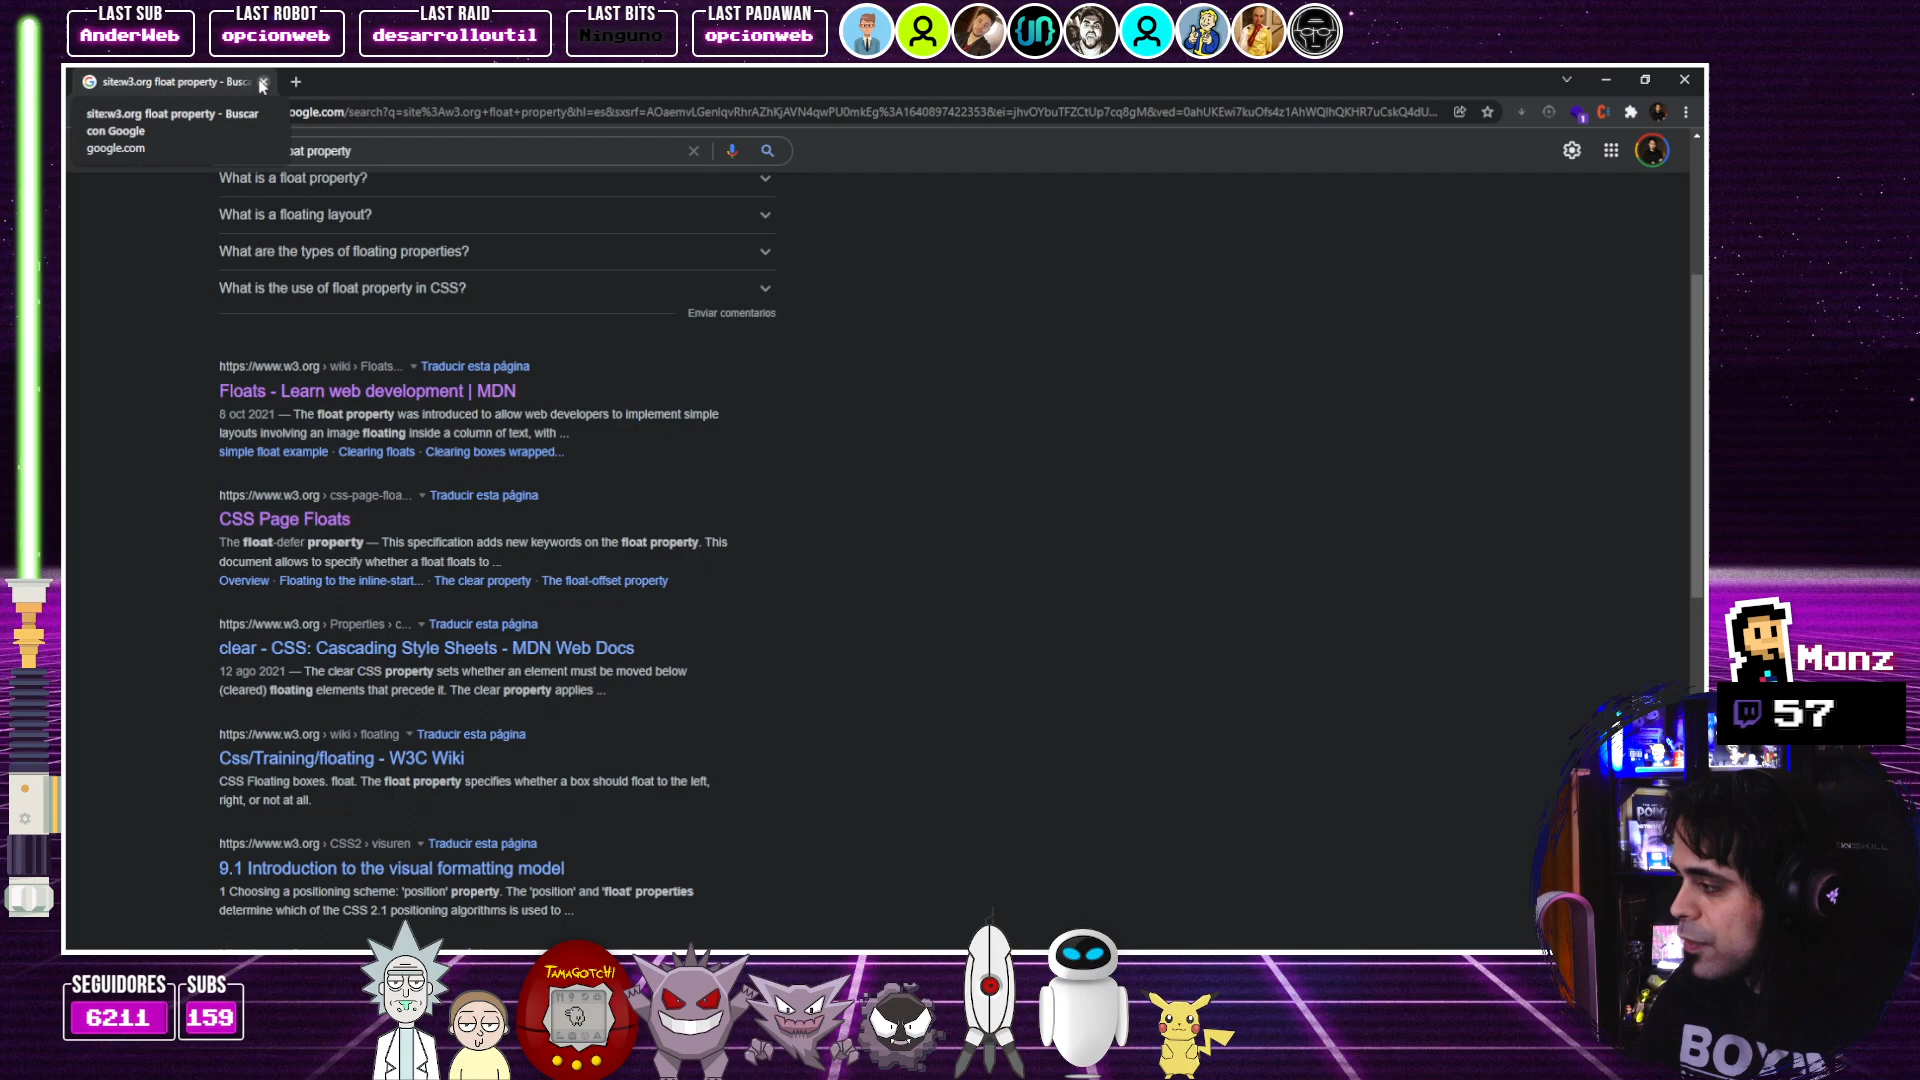 LAST SUB
AnderWeb
LAST ROBOT
opcionweb
LAST RAID
desarrolloutil
LAST BITS
Ninguno
LAST PADAWAN
opcionweb
site:w3.org float property - Busc
site:w3.org float property - Buscar
con Google
google.com
oogle.com/search?q=site%3Aw3.org+float+property&hl=es&sxsrf=AOaemvLGenlqvRhrAZhKjAVN4qwPU0mkEg%3A1640897422353&ei=jhvOYbuTFZCtUp7cq8gM&ved=0ahUKEwi7kuOfs4z1AhWQlhQKHR7uCskQ4dU...
oat property
What is a float property?
What is a floating layout?
What are the types of floating properties?
What is the use of float property in CSS?
Enviar comentarios
https://www.w3.org › wiki › Floats... Traducir esta página
Floats - Learn web development | MDN
8 oct 2021 — The float property was introduced to allow web developers to implement simple
layouts involving an image floating inside a column of text, with ...
simple float example · Clearing floats · Clearing boxes wrapped...
https://www.w3.org › css-page-floa... Traducir esta página
CSS Page Floats
The float-defer property — This specification adds new keywords on the float property. This
document allows to specify whether a float floats to ...
Overview · Floating to the inline-start... · The clear property · The float-offset property
https://www.w3.org › Properties › c... Traducir esta página
clear - CSS: Cascading Style Sheets - MDN Web Docs
12 ago 2021 — The clear CSS property sets whether an element must be moved below
(cleared) floating elements that precede it. The clear property applies ...
https://www.w3.org › wiki › floating Traducir esta página
Css/Training/floating - W3C Wiki
CSS Floating boxes. float. The float property specifies whether a box should float to the left,
right, or not at all.
https://www.w3.org › CSS2 › visuren Traducir esta página
9.1 Introduction to the visual formatting model
1 Choosing a positioning scheme: 'position' property. The 'position' and 'float' properties
determine which of the CSS 2.1 positioning algorithms is used to ...
Manz
57
SEGUIDORES
6211
SUBS
159
TAMAGOTCHI